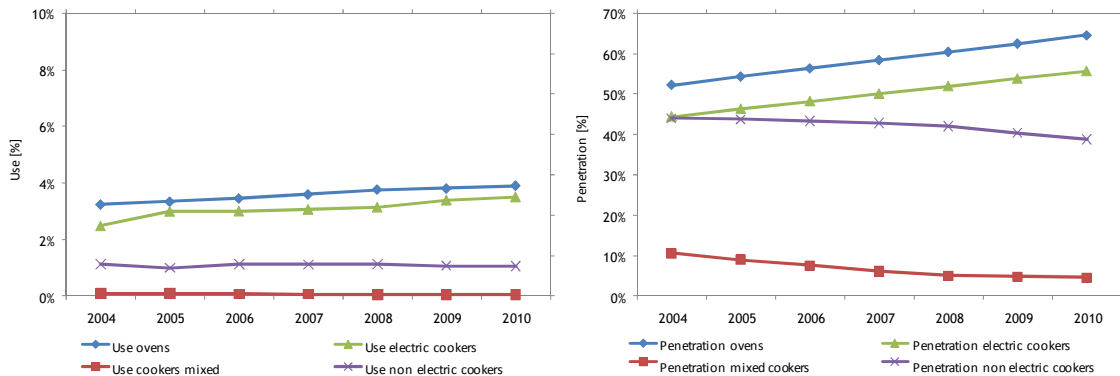 10%
8%
6%
4%
2%
0%
Use [%]
2004 2005 2006 2007 2008 2009 2010
Use ovens
Use electric cookers
Use cookers mixed
Use non electric cookers
70%
60%
50%
40%
30%
20%
10%
0%
Penetration [%]
2004 2005 2006 2007 2008 2009 2010
Penetration ovens
Penetration electric cookers
Penetration mixed cookers
Penetration non electric cookers